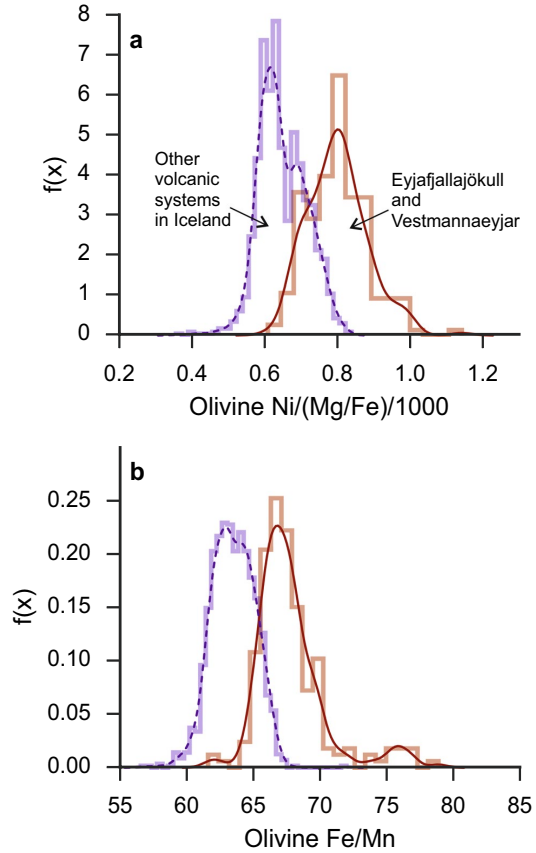 a
8
7
6
5
4
3
2
1
0
f(x)
Other
volcanic
systems
in Iceland
Eyjafjallajökull
and
Vestmannaeyjar
0.2 0.4 0.6 0.8 1.0 1.2
Olivine Ni/(Mg/Fe)/1000
b
0.25
0.20
0.15
0.10
0.05
0.00
f(x)
55 60 65 70 75 80 85
Olivine Fe/Mn